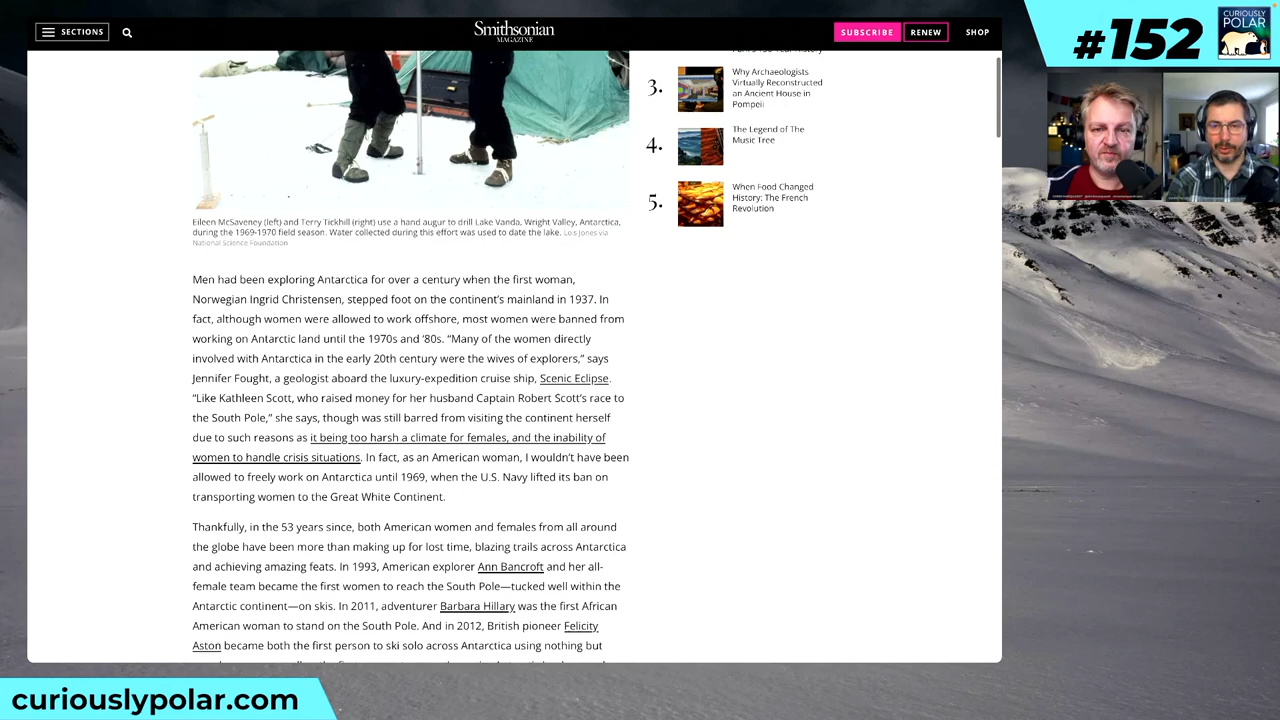 SECTIONS
Smithsonian
MAGAZINE
SUBSCRIBE
RENEW
SHOP
#152
CURIOUSLY
POLAR
3.
Why Archaeologists
Virtually Reconstructed
an Ancient House in
Pompeii
4.
The Legend of The
Music Tree
5.
When Food Changed
History: The French
Revolution
Eileen McSaveney (left) and Terry Tickhill (right) use a hand augur to drill Lake Vanda, Wright Valley, Antarctica,
during the 1969-1970 field season. Water collected during this effort was used to date the lake. Lois Jones via
National Science Foundation
Men had been exploring Antarctica for over a century when the first woman,
Norwegian Ingrid Christensen, stepped foot on the continent's mainland in 1937. In
fact, although women were allowed to work offshore, most women were banned from
working on Antarctic land until the 1970s and '80s. “Many of the women directly
involved with Antarctica in the early 20th century were the wives of explorers,” says
Jennifer Fought, a geologist aboard the luxury-expedition cruise ship, Scenic Eclipse.
“Like Kathleen Scott, who raised money for her husband Captain Robert Scott's race to
the South Pole,” she says, though was still barred from visiting the continent herself
due to such reasons as it being too harsh a climate for females, and the inability of
women to handle crisis situations. In fact, as an American woman, I wouldn't have been
allowed to freely work on Antarctica until 1969, when the U.S. Navy lifted its ban on
transporting women to the Great White Continent.
Thankfully, in the 53 years since, both American women and females from all around
the globe have been more than making up for lost time, blazing trails across Antarctica
and achieving amazing feats. In 1993, American explorer Ann Bancroft and her all-
female team became the first women to reach the South Pole—tucked well within the
Antarctic continent—on skis. In 2011, adventurer Barbara Hillary was the first African
American woman to stand on the South Pole. And in 2012, British pioneer Felicity
Aston became both the first person to ski solo across Antarctica using nothing but
curiouslypolar.com